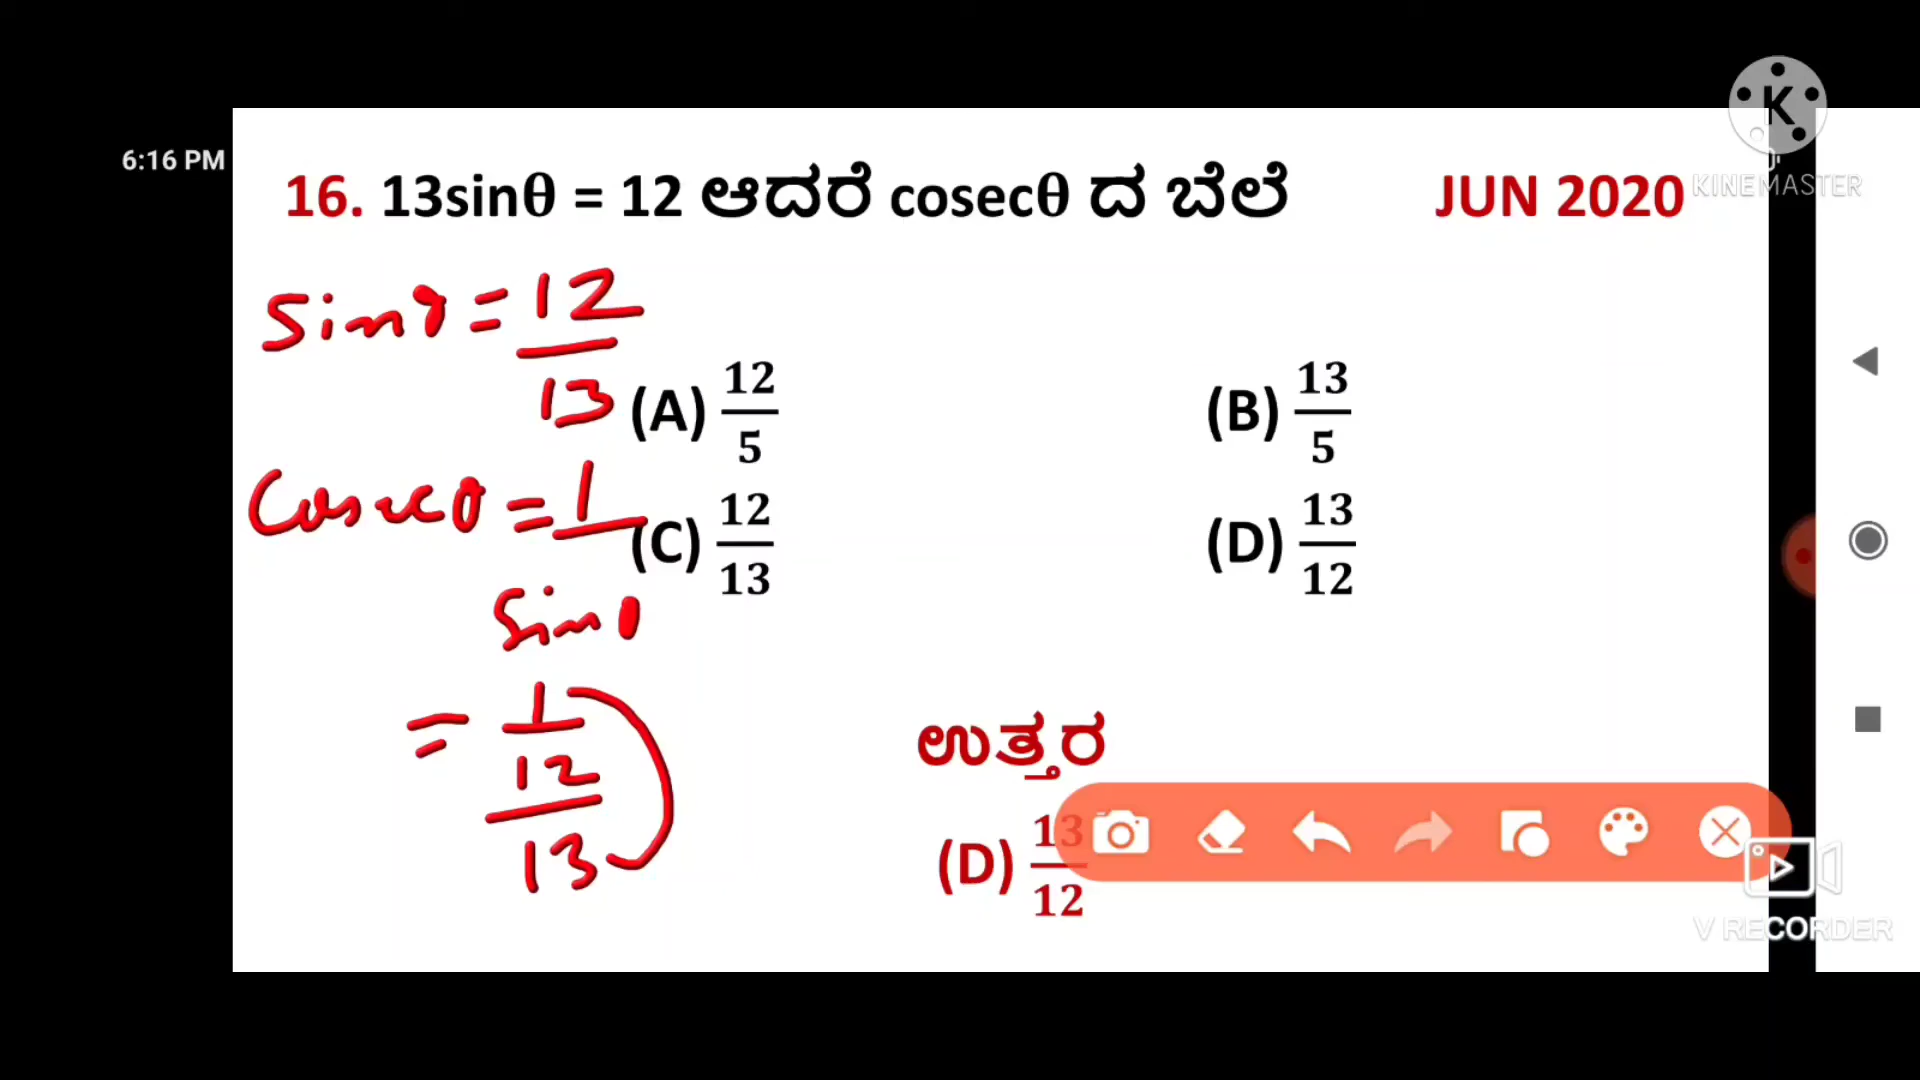 6:16 PM
16. 13sinθ = 12 ಆದರೆ cosecθ ದ ಬೆಲೆ JUN 2020
KINEMASTER
sinθ = 12/13
(A) 12/5 (B) 13/5
cosecθ = 1/sinθ
(C) 12/13 (D) 13/12
= 1/12/13
ಉತ್ತರ
(D) 13/12
V RECORDER